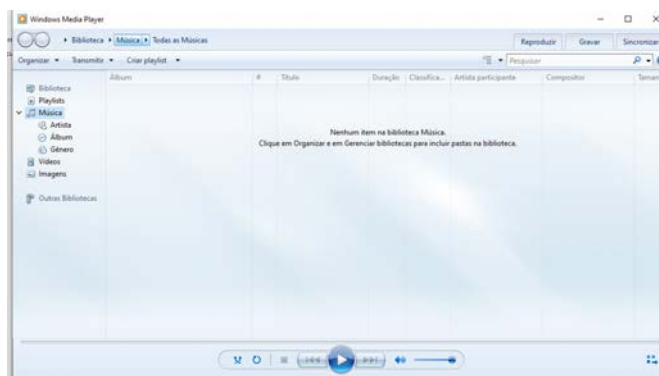 Windows Media Player
Biblioteca Música Todas as Músicas
Reproduzir Gravar Sincronizar
Organizar Transmitir Criar playlist
Pesquisar
Álbum # Título Duração Classifica... Artista participante Compositor Taman
Biblioteca
Playlists
Música
Artista
Álbum
Gênero
Vídeos
Imagens
Outras Bibliotecas
Nenhum item na biblioteca Música.
Clique em Organizar e em Gerenciar bibliotecas para incluir pastas na biblioteca.